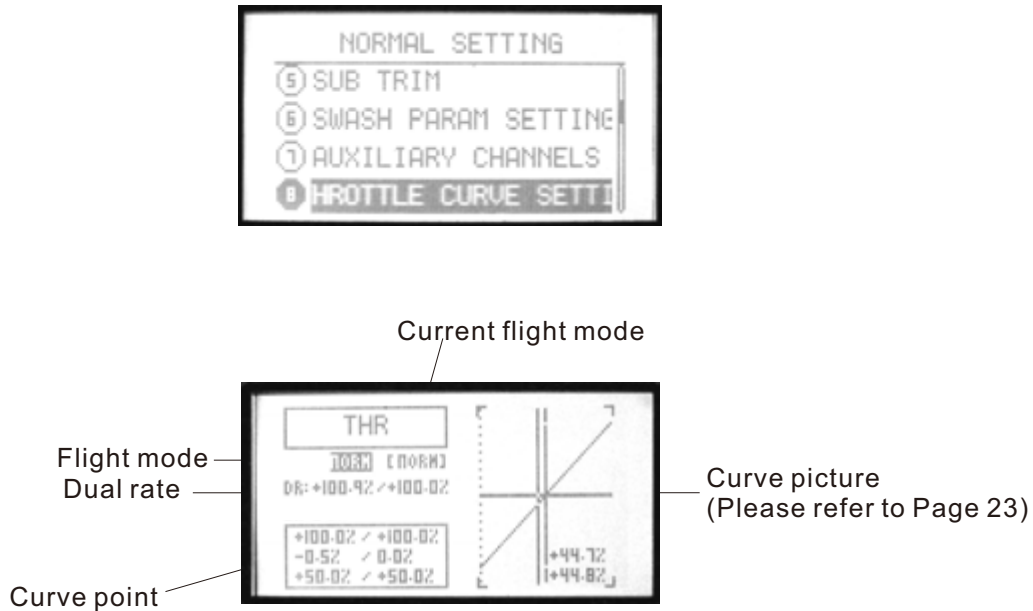 NORMAL SETTING
5 SUB TRIM
6 SWASH PARAM SETTING
7 AUXILIARY CHANNELS
8 HROTTLE CURVE SETTI
Current flight mode
THR
Flight mode
NORM [NORM]
Dual rate
DR:+100.9%/+100.0%
Curve picture
(Please refer to Page 23)
+100.0% / +100.0%
-0.5% / 0.0%
+50.0% / +50.0%
+44.7%
+44.8%
Curve point